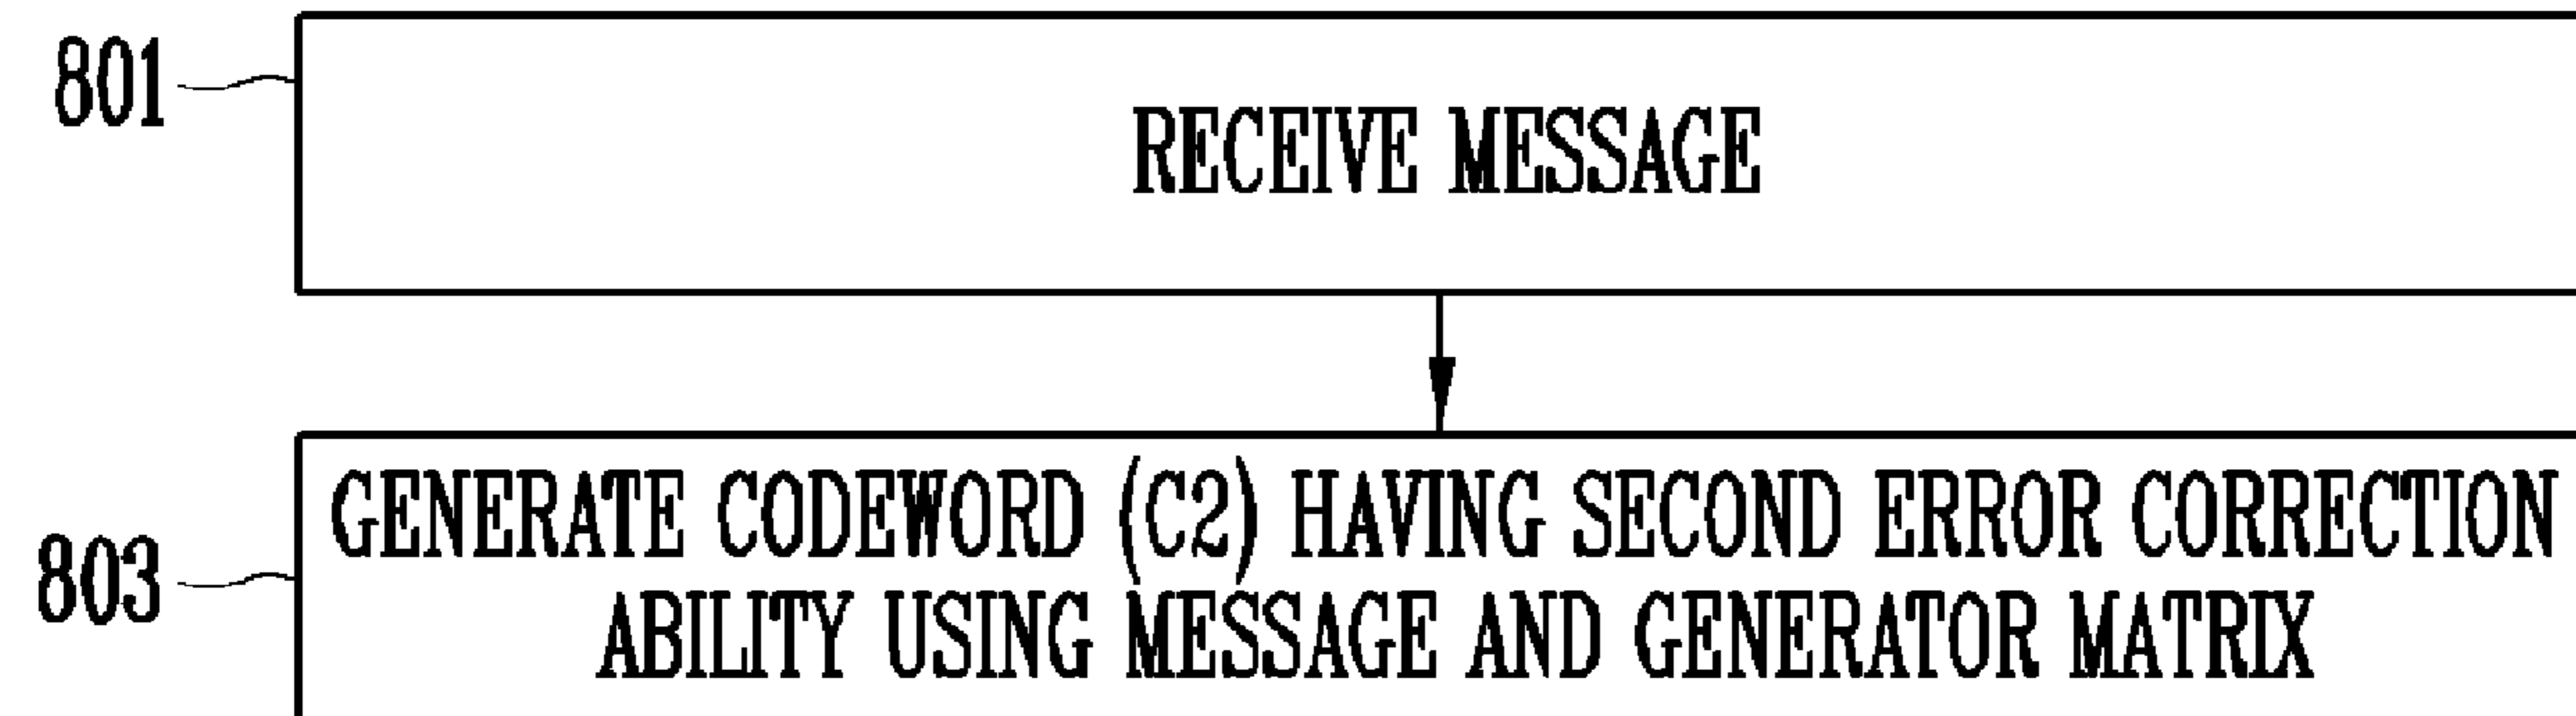 801
RECEIVE MESSAGE
803
GENERATE CODEWORD (C2) HAVING SECOND ERROR CORRECTION
ABILITY USING MESSAGE AND GENERATOR MATRIX